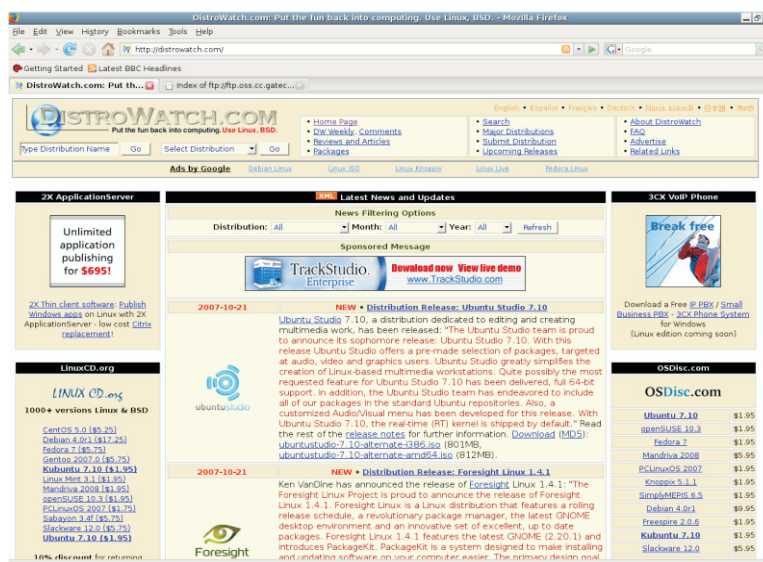 DistroWatch.com: Put the fun back into computing. Use Linux, BSD. - Mozilla Firefox
File Edit View History Bookmarks Tools Help
http://distrowatch.com/
Google
Getting Started Latest BBC Headlines
DistroWatch.com: Put th... Index of ftp://ftp.oss.cc.gatec...
English • Español • Français • Deutsch • Norsk bokmål • 日本語
DISTROWATCH.COM
Put the fun back into computing. Use Linux, BSD.
Type Distribution Name Go Select Distribution Go
• Home Page
• DW Weekly, Comments
• Reviews and Articles
• Packages
• Search
• Major Distributions
• Submit Distribution
• Upcoming Releases
• About DistroWatch
• FAQ
• Advertise
• Related Links
Ads by Google Debian Linux Linux ISO Linux Knoppix Linux Live Fedora Linux
2X ApplicationServer
Unlimited
application
publishing
for $695!
2X Thin client software: Publish
Windows apps on Linux with 2X
ApplicationServer - low cost Citrix
replacement!
LinuxCD.org
LINUX CD.org
1000+ versions Linux & BSD
CentOS 5.0 ($5.25)
Debian 4.0r1 ($17.25)
Fedora 7 ($5.75)
Gentoo 2007.0 ($5.75)
Kubuntu 7.10 ($1.95)
Linux Mint 3.1 ($1.95)
Mandriva 2008 ($1.95)
openSUSE 10.3 ($1.95)
PCLinuxOS 2007 ($1.75)
Sabayon 3.4f ($5.75)
Slackware 12.0 ($5.75)
Ubuntu 7.10 ($1.95)
10% discount for returning
XML Latest News and Updates
News Filtering Options
Distribution: All Month: All Year: All Refresh
Sponsored Message
TrackStudio. Enterprise
Download now View live demo
www.TrackStudio.com
2007-10-21 NEW • Distribution Release: Ubuntu Studio 7.10
ubuntustudio
Ubuntu Studio 7.10, a distribution dedicated to editing and creating
multimedia work, has been released: "The Ubuntu Studio team is proud
to announce its sophomore release: Ubuntu Studio 7.10. With this
release Ubuntu Studio offers a pre-made selection of packages, targeted
at audio, video and graphics users. Ubuntu Studio greatly simplifies the
creation of Linux-based multimedia workstations. Quite possibly the most
requested feature for Ubuntu Studio 7.10 has been delivered, full 64-bit
support. In addition, the Ubuntu Studio team has endeavored to include
all of our packages in the standard Ubuntu repositories. Also, a
customized Audio/Visual menu has been developed for this release. With
Ubuntu Studio 7.10, the real-time (RT) kernel is shipped by default." Read
the rest of the release notes for further information. Download (MD5):
ubuntustudio-7.10-alternate-i386.iso (801MB,
ubuntustudio-7.10-alternate-amd64.iso (812MB).
2007-10-21 NEW • Distribution Release: Foresight Linux 1.4.1
Foresight
Ken VanDine has announced the release of Foresight Linux 1.4.1: "The
Foresight Linux Project is proud to announce the release of Foresight
Linux 1.4.1. Foresight Linux is a Linux distribution that features a rolling
release schedule, a revolutionary package manager, the latest GNOME
desktop environment and an innovative set of excellent, up to date
packages. Foresight Linux 1.4.1 features the latest GNOME (2.20.1) and
introduces PackageKit. PackageKit is a system designed to make installing
and updating software on your computer easier. The primary design goal
3CX VoIP Phone
Break free
Download a Free IP PBX / Small
Business PBX - 3CX Phone System
for Windows
(Linux edition coming soon)
OSDisc.com
OSDisc.com
Ubuntu 7.10 $1.95
openSUSE 10.3 $1.95
Fedora 7 $1.95
Mandriva 2008 $5.95
PCLinuxOS 2007 $1.95
Knoppix 5.1.1 $1.95
SimplyMEPIS 6.5 $1.95
Debian 4.0r1 $9.95
Freespire 2.0.6 $1.95
Kubuntu 7.10 $1.95
Slackware 12.0 $5.95